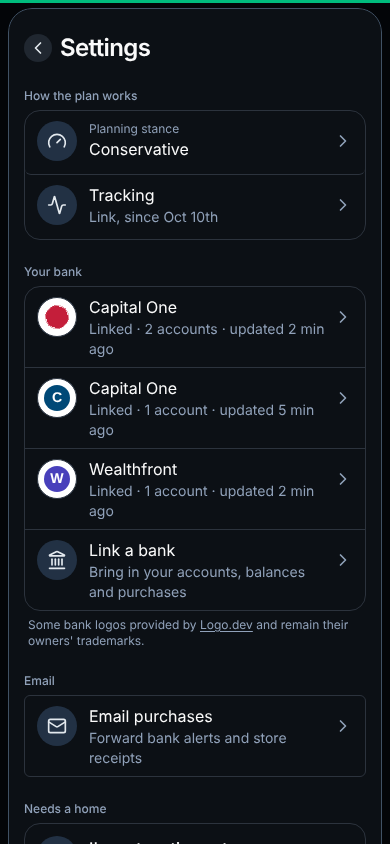 Settings
How the plan works
Planning stance
Conservative
Tracking
Link, since Oct 10th
Your bank
Capital One
Linked · 2 accounts · updated 2 min
ago
C
Capital One
Linked · 1 account · updated 5 min
ago
W
Wealthfront
Linked · 1 account · updated 2 min
ago
Link a bank
Bring in your accounts, balances
and purchases
Some bank logos provided by Logo.dev and remain their
owners' trademarks.
Email
Email purchases
Forward bank alerts and store
receipts
Needs a home